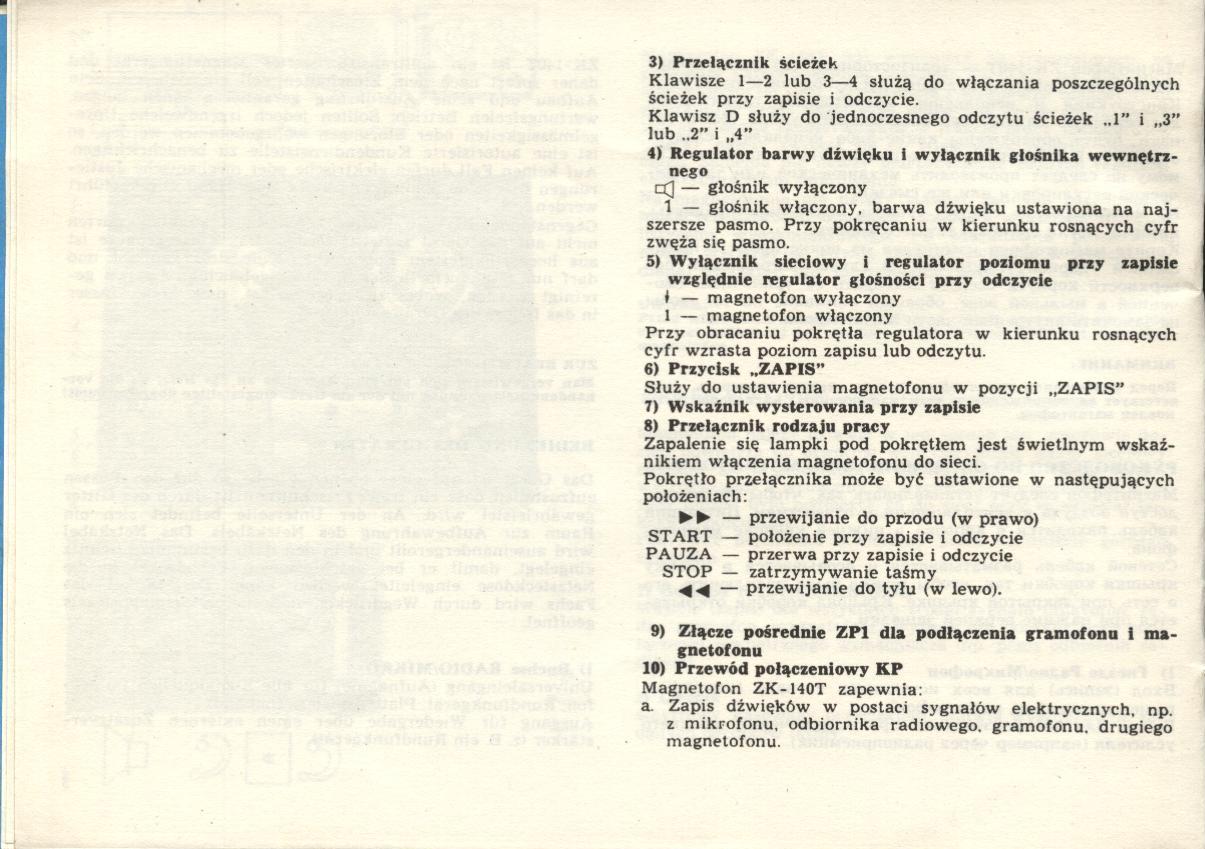 3) Przełącznik ścieżek
Klawisze 1—2 lub 3—4 służą do włączania poszczególnych
ścieżek przy zapisie i odczycie.
Klawisz D służy do jednoczesnego odczytu ścieżek „1” i „3”
lub „2” i „4”
4) Regulator barwy dźwięku i wyłącznik głośnika wewnętrz-
nego
— głośnik wyłączony
1 — głośnik włączony, barwa dźwięku ustawiona na naj-
szersze pasmo. Przy pokręcaniu w kierunku rosnących cyfr
zwęża się pasmo.
5) Wyłącznik sieciowy i regulator poziomu przy zapisie
względnie regulator głośności przy odczycie
— magnetofon wyłączony
1 — magnetofon włączony
Przy obracaniu pokrętła regulatora w kierunku rosnących
cyfr wzrasta poziom zapisu lub odczytu.
6) Przycisk „ZAPIS”
Służy do ustawienia magnetofonu w pozycji „ZAPIS”
7) Wskaźnik wysterowania przy zapisie
8) Przełącznik rodzaju pracy
Zapalenie się lampki pod pokrętłem jest świetlnym wskaź-
nikiem włączenia magnetofonu do sieci.
Pokrętło przełącznika może być ustawione w następujących
położeniach:
▶▶ — przewijanie do przodu (w prawo)
START — położenie przy zapisie i odczycie
PAUZA — przerwa przy zapisie i odczycie
STOP — zatrzymywanie taśmy
◀◀ — przewijanie do tyłu (w lewo).
9) Złącze pośrednie ZP1 dla podłączenia gramofonu i ma-
gnetofonu
10) Przewód połączeniowy KP
Magnetofon ZK-140T zapewnia:
a. Zapis dźwięków w postaci sygnałów elektrycznych, np.
z mikrofonu, odbiornika radiowego, gramofonu, drugiego
magnetofonu.